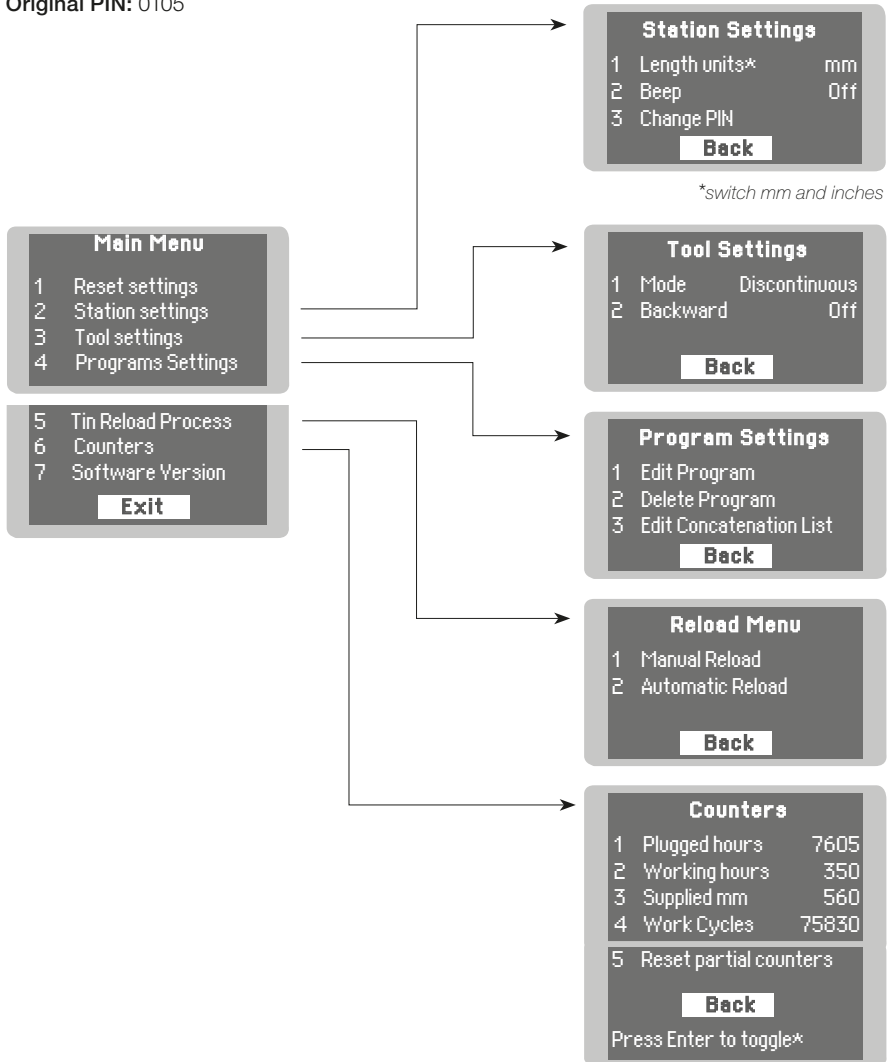 Original PIN: 0105
Station Settings
1 Length units* mm
2 Beep Off
3 Change PIN
Back
*switch mm and inches
Main Menu
1 Reset settings
2 Station settings
3 Tool settings
4 Programs Settings
5 Tin Reload Process
6 Counters
7 Software Version
Exit
Tool Settings
1 Mode Discontinuous
2 Backward Off
Back
Program Settings
1 Edit Program
2 Delete Program
3 Edit Concatenation List
Back
Reload Menu
1 Manual Reload
2 Automatic Reload
Back
Counters
1 Plugged hours 7605
2 Working hours 350
3 Supplied mm 560
4 Work Cycles 75830
5 Reset partial counters
Back
Press Enter to toggle*